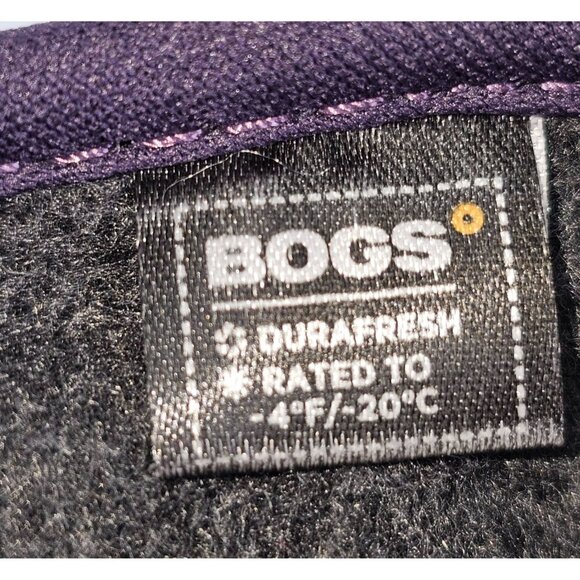 BOGS
DURAFRESH
RATED TO
-4°F/-20°C